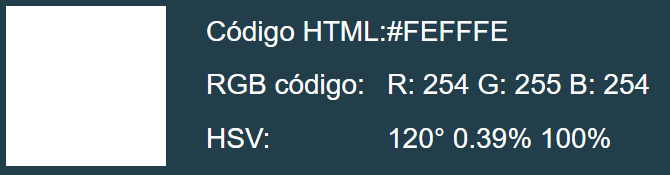 Código HTML:#FEFFFE
RGB código: R: 254 G: 255 B: 254
HSV: 120° 0.39% 100%